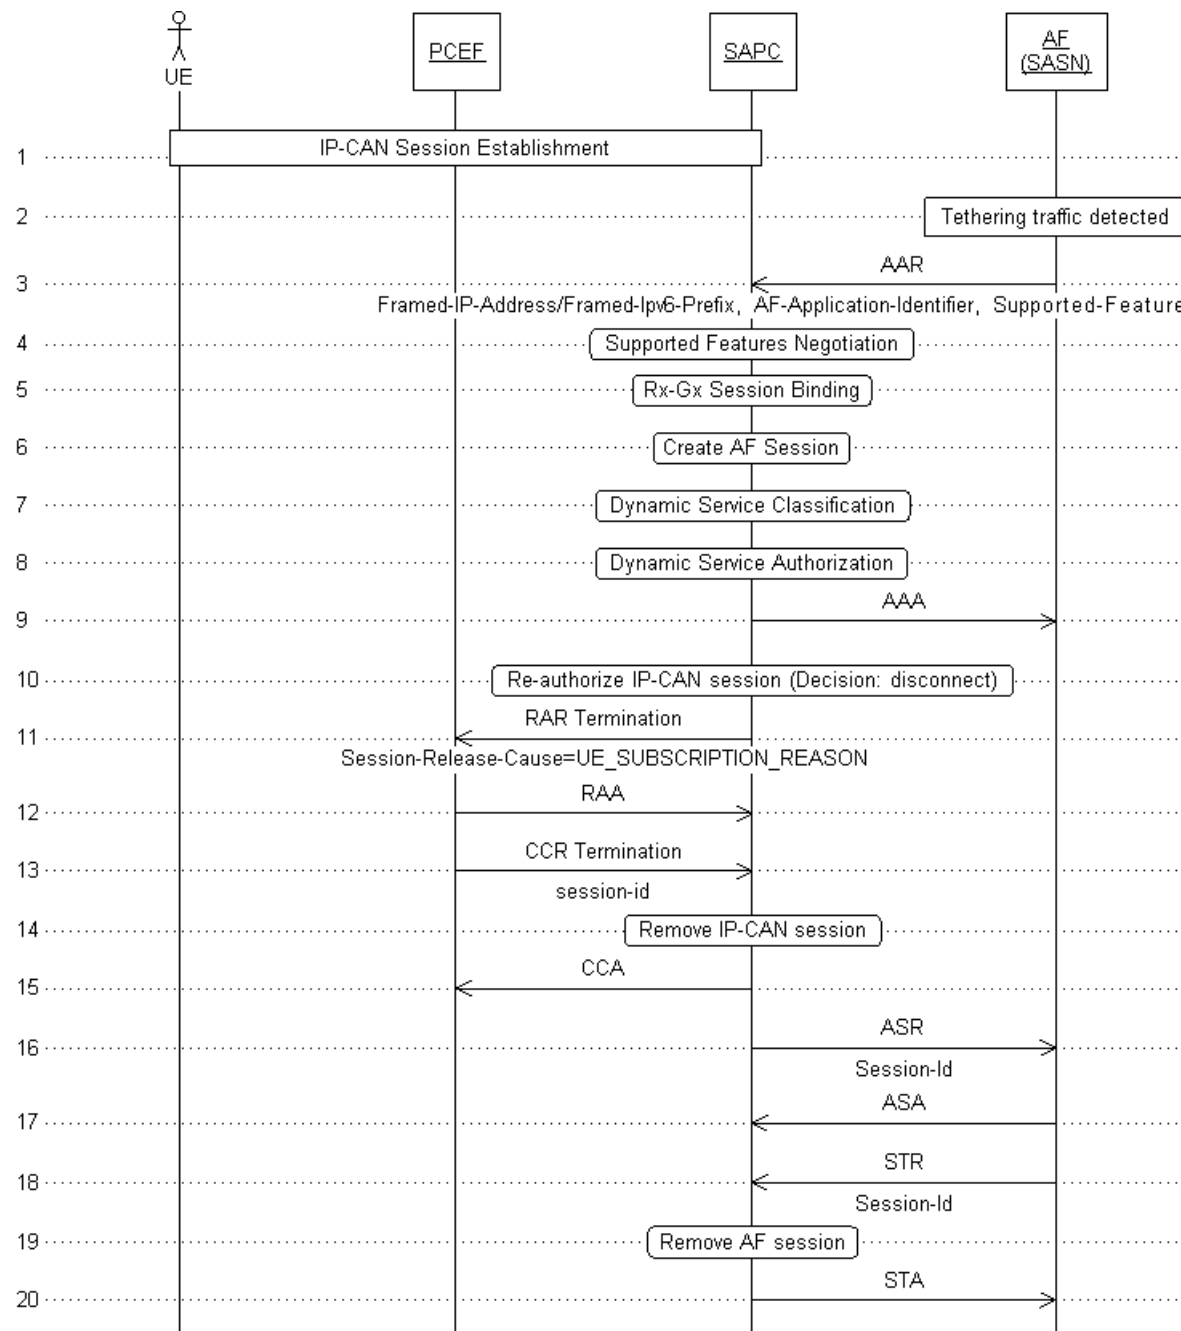 UE
PCEF
SAPC
AF
(SASN)
1
IP-CAN Session Establishment
2
Tethering traffic detected
3
AAR
Framed-IP-Address/Framed-Ipv6-Prefix, AF-Application-Identifier, Supported-Feature
4
Supported Features Negotiation
5
Rx-Gx Session Binding
6
Create AF Session
7
Dynamic Service Classification
8
Dynamic Service Authorization
9
AAA
10
Re-authorize IP-CAN session (Decision: disconnect)
11
RAR Termination
Session-Release-Cause=UE_SUBSCRIPTION_REASON
12
RAA
13
CCR Termination
session-id
14
Remove IP-CAN session
15
CCA
16
ASR
Session-Id
17
ASA
18
STR
Session-Id
19
Remove AF session
20
STA